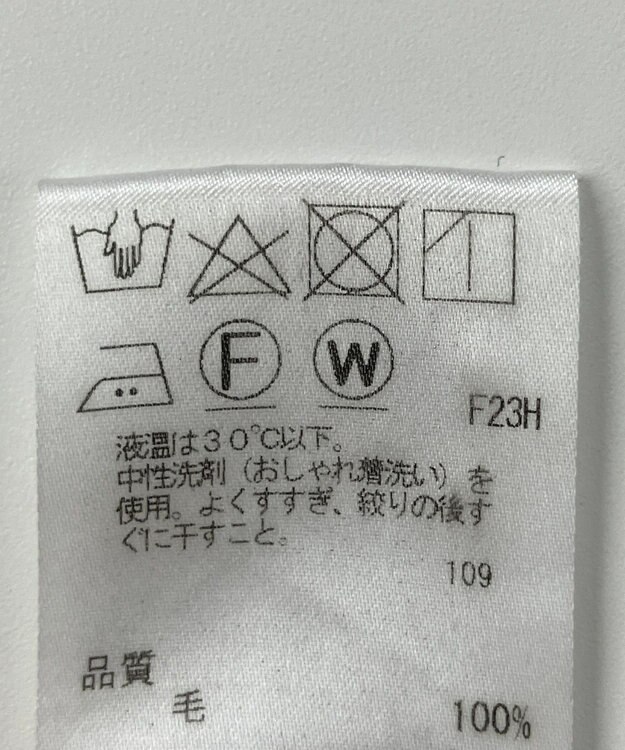 F W
F23H
液温は30℃以下。
中性洗剤（おしゃれ着洗い）を
使用。よくすすぎ、絞りの後す
ぐに干すこと。
109
品質
毛 100%